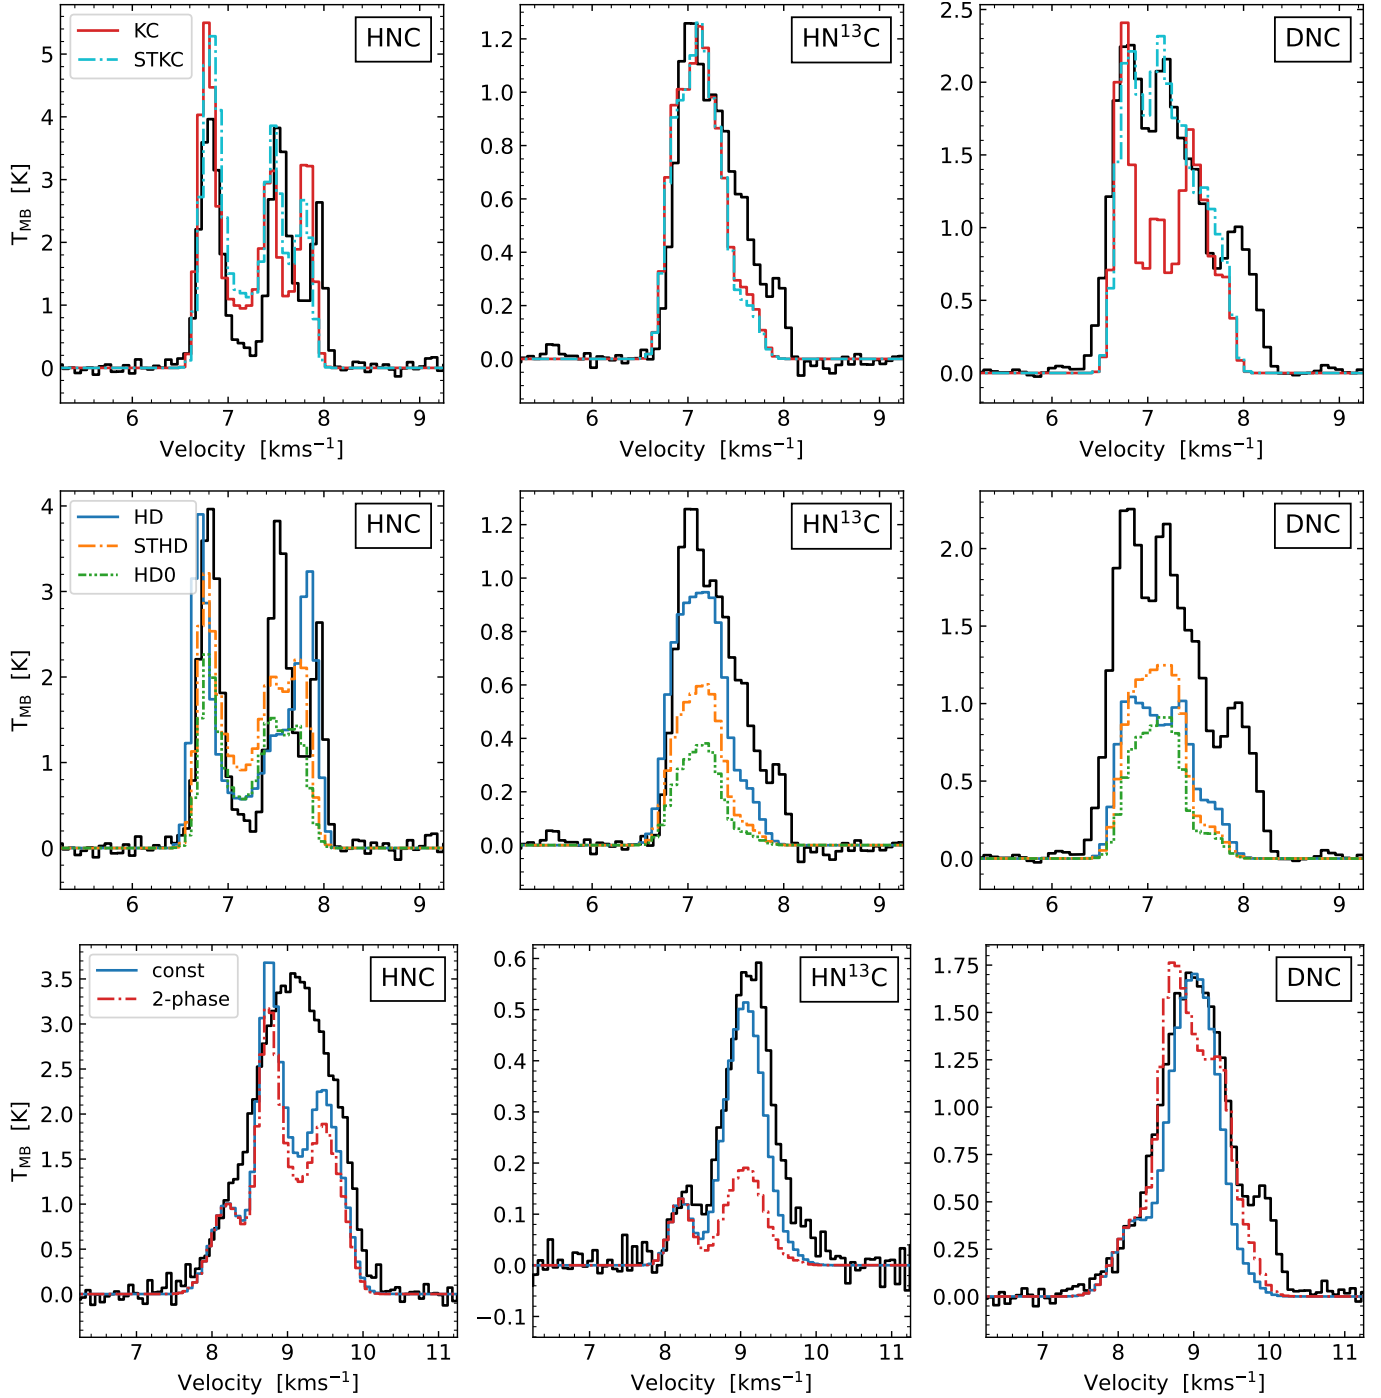 KC
STKC
HNC
HN¹³C
DNC
T_MB [K]
5
4
3
2
1
0
1.2
1.0
0.8
0.6
0.4
0.2
0.0
2.5
2.0
1.5
1.0
0.5
0.0
6 7 8 9
6 7 8 9
6 7 8 9
Velocity [kms⁻¹]
Velocity [kms⁻¹]
Velocity [kms⁻¹]
HD
STHD
HD0
HNC
HN¹³C
DNC
T_MB [K]
4
3
2
1
0
1.2
1.0
0.8
0.6
0.4
0.2
0.0
2.0
1.5
1.0
0.5
0.0
6 7 8 9
6 7 8 9
6 7 8 9
const
2-phase
HNC
HN¹³C
DNC
T_MB [K]
3.5
3.0
2.5
2.0
1.5
1.0
0.5
0.0
0.6
0.5
0.4
0.3
0.2
0.1
0.0
−0.1
1.75
1.50
1.25
1.00
0.75
0.50
0.25
0.00
7 8 9 10 11
7 8 9 10 11
7 8 9 10 11
Velocity [kms⁻¹]
Velocity [kms⁻¹]
Velocity [kms⁻¹]